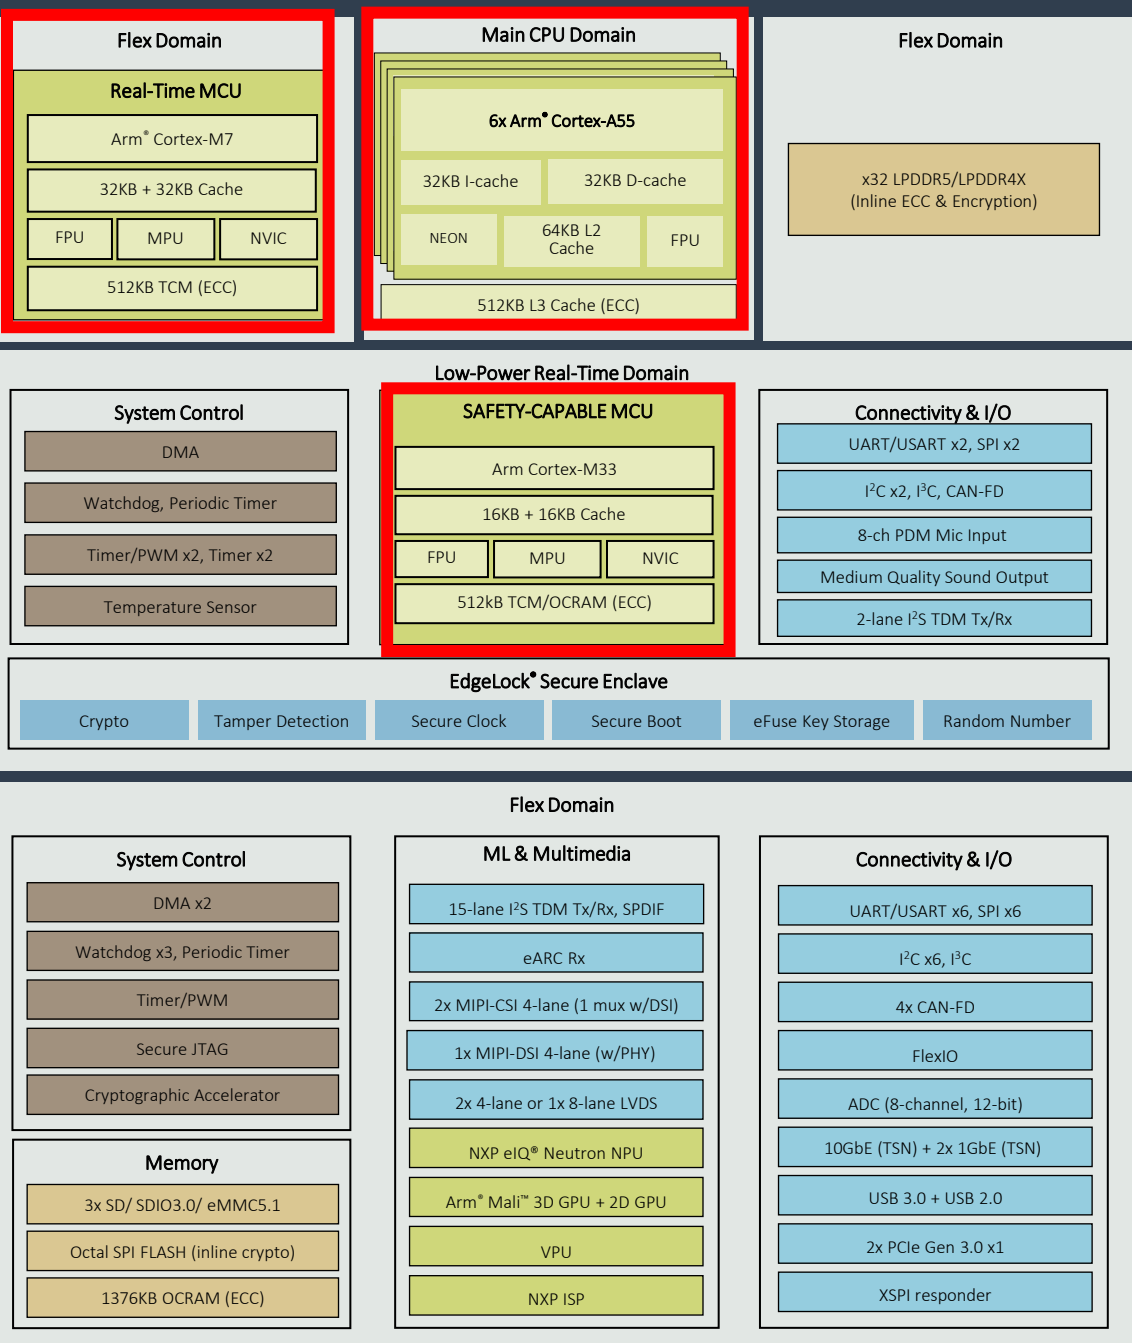 Flex Domain
Real-Time MCU
Arm® Cortex-M7
32KB + 32KB Cache
FPU
MPU
NVIC
512KB TCM (ECC)
Main CPU Domain
6x Arm® Cortex-A55
32KB I-cache
32KB D-cache
NEON
64KB L2
Cache
FPU
512KB L3 Cache (ECC)
Flex Domain
x32 LPDDR5/LPDDR4X
(Inline ECC & Encryption)
Low-Power Real-Time Domain
System Control
DMA
Watchdog, Periodic Timer
Timer/PWM x2, Timer x2
Temperature Sensor
SAFETY-CAPABLE MCU
Arm Cortex-M33
16KB + 16KB Cache
FPU
MPU
NVIC
512kB TCM/OCRAM (ECC)
Connectivity & I/O
UART/USART x2, SPI x2
I²C x2, I³C, CAN-FD
8-ch PDM Mic Input
Medium Quality Sound Output
2-lane I²S TDM Tx/Rx
EdgeLock® Secure Enclave
Crypto
Tamper Detection
Secure Clock
Secure Boot
eFuse Key Storage
Random Number
Flex Domain
System Control
DMA x2
Watchdog x3, Periodic Timer
Timer/PWM
Secure JTAG
Cryptographic Accelerator
Memory
3x SD/ SDIO3.0/ eMMC5.1
Octal SPI FLASH (inline crypto)
1376KB OCRAM (ECC)
ML & Multimedia
15-lane I²S TDM Tx/Rx, SPDIF
eARC Rx
2x MIPI-CSI 4-lane (1 mux w/DSI)
1x MIPI-DSI 4-lane (w/PHY)
2x 4-lane or 1x 8-lane LVDS
NXP eIQ® Neutron NPU
Arm® Mali™ 3D GPU + 2D GPU
VPU
NXP ISP
Connectivity & I/O
UART/USART x6, SPI x6
I²C x6, I³C
4x CAN-FD
FlexIO
ADC (8-channel, 12-bit)
10GbE (TSN) + 2x 1GbE (TSN)
USB 3.0 + USB 2.0
2x PCIe Gen 3.0 x1
XSPI responder